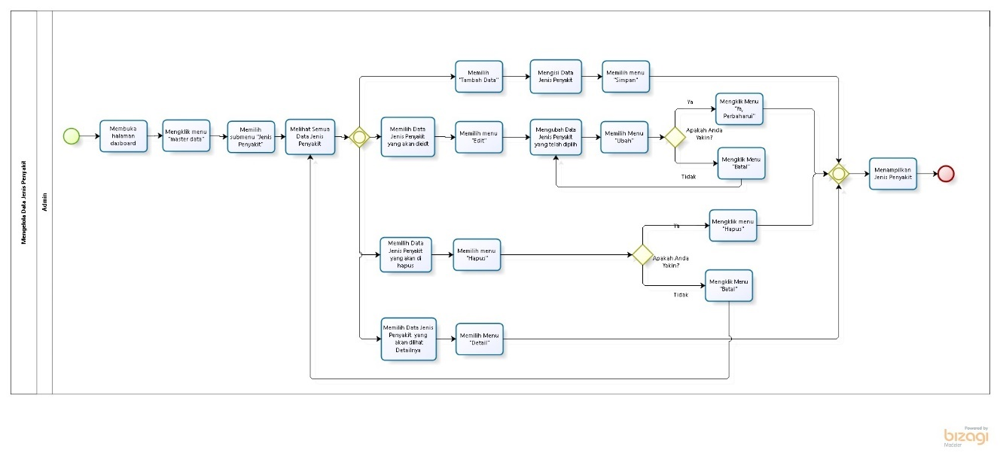 Mengelola Data Jenis Penyakit
Admin
Membuka
halaman
dasboard
Mengklik menu
"master data"
Memilih
submenu "Jenis
Penyakit"
Melihat Semua
Data Jenis
Penyakit
Memilih
"Tambah Data"
Mengisi Data
Jenis Penyakit
Memilih menu
"Simpan"
Memilih Data
Jenis Penyakit
yang akan dieidt
Memilih menu
"Edit"
Mengubah Data
Jenis Penyakit
yang telah dipilih
Memilih Menu
"Ubah"
Apakah Anda
Yakin?
Ya
Mengklik Menu
"Ya,
Perbaharui"
Tidak
Mengklik Menu
"Batal"
Memilih Data
Jenis Penyakit
yang akan di
hapus
Memilih menu
"Hapus"
Apakah Anda
Yakin?
Ya
Mengklik menu
"Hapus"
Tidak
Mengklik Menu
"Batal"
Memilih Data Jenis
Penyakit yang
akan dilihat
Detailnya
Memilih Menu
"Detail"
Menampilkan
Jenis Penyakit
Powered by
bizagi
Modeler